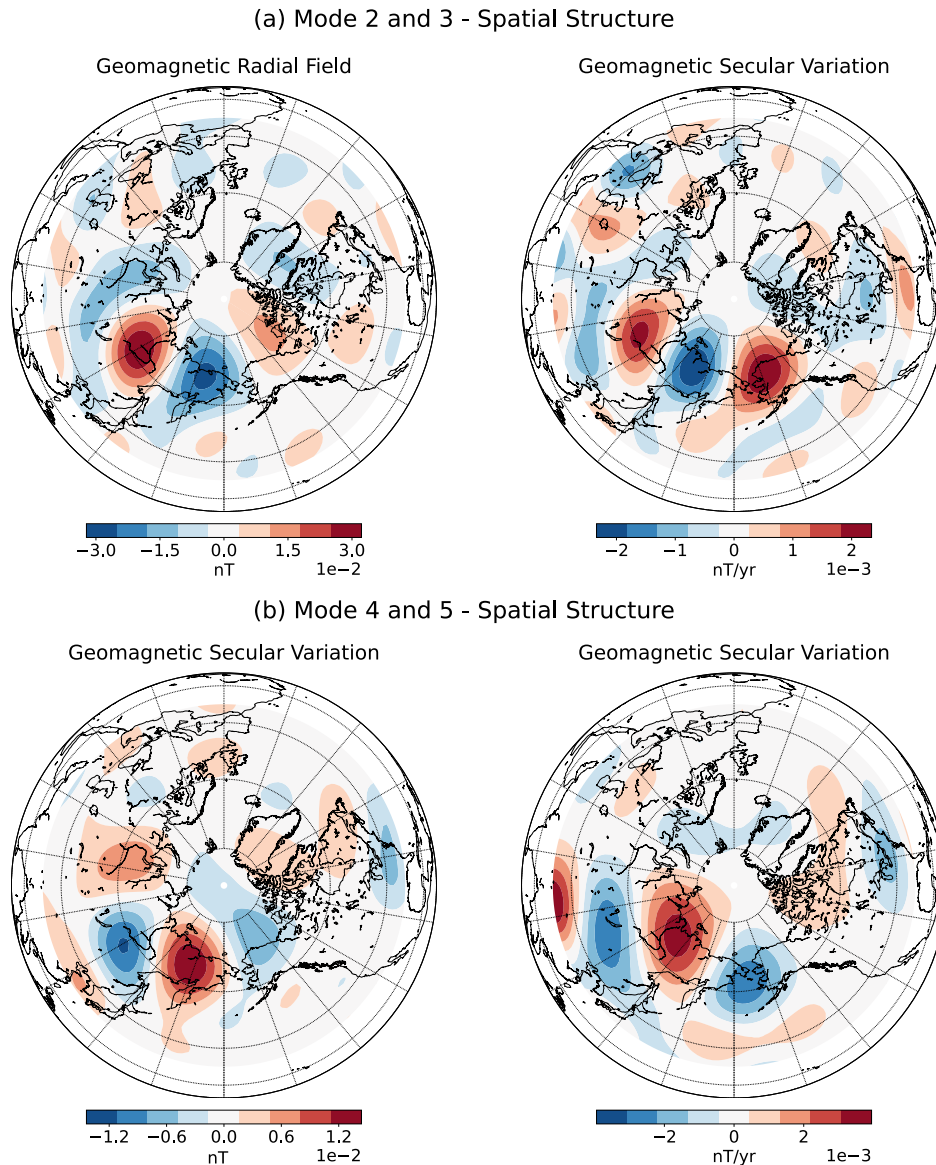 (a) Mode 2 and 3 - Spatial Structure
Geomagnetic Radial Field
Geomagnetic Secular Variation
−3.0 −1.5 0.0 1.5 3.0
nT 1e−2
−2 −1 0 1 2
nT/yr 1e−3
(b) Mode 4 and 5 - Spatial Structure
Geomagnetic Secular Variation
Geomagnetic Secular Variation
−1.2 −0.6 0.0 0.6 1.2
nT 1e−2
−2 0 2
nT/yr 1e−3